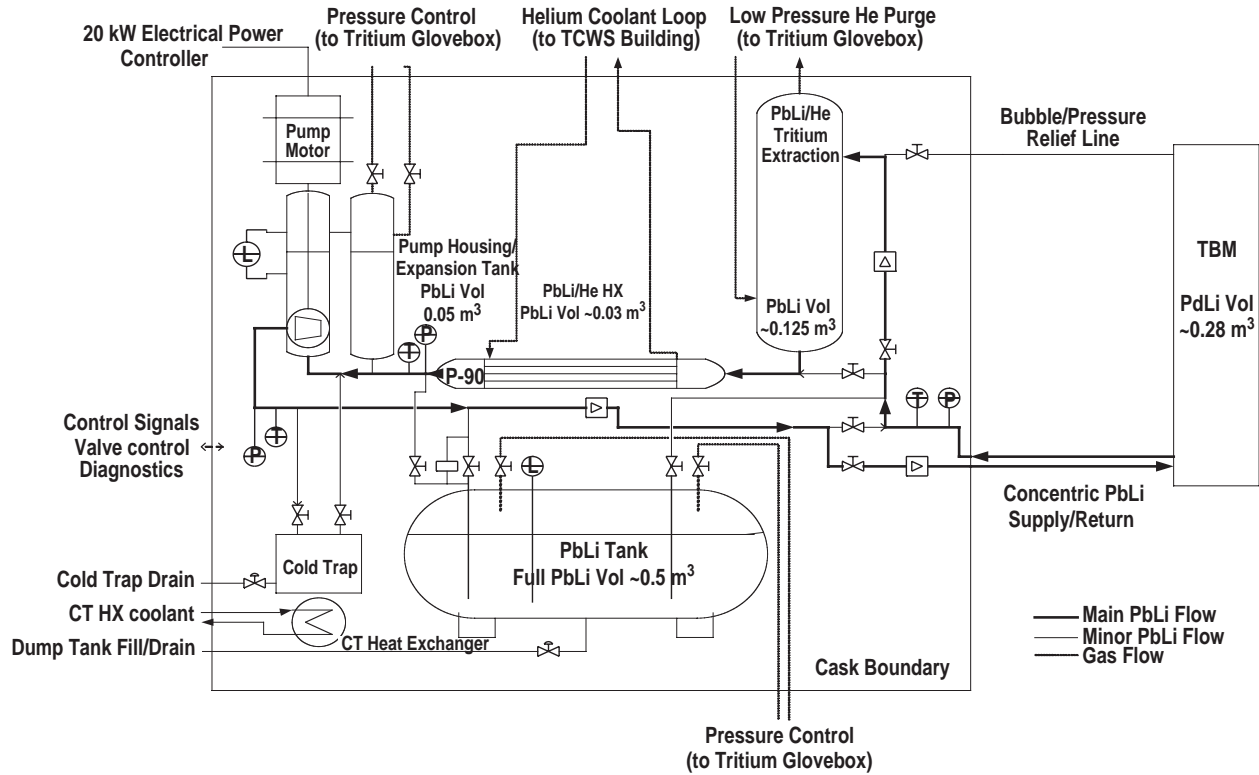 Pressure Control
(to Tritium Glovebox)
Helium Coolant Loop
(to TCWS Building)
Low Pressure He Purge
(to Tritium Glovebox)
20 kW Electrical Power
Controller
Pump
Motor
PbLi/He
Tritium
Extraction
Bubble/Pressure
Relief Line
L
Pump Housing/
Expansion Tank
PbLi Vol
0.05 m³
PbLi/He HX
PbLi Vol ~0.03 m³
PbLi Vol
~0.125 m³
TBM
PdLi Vol
~0.28 m³
P
T
P-90
T
P
Control Signals
Valve control
Diagnostics
T
P
L
Concentric PbLi
Supply/Return
PbLi Tank
Full PbLi Vol ~0.5 m³
Cold Trap
Cold Trap Drain
CT HX coolant
Dump Tank Fill/Drain
CT Heat Exchanger
Cask Boundary
Main PbLi Flow
Minor PbLi Flow
Gas Flow
Pressure Control
(to Tritium Glovebox)